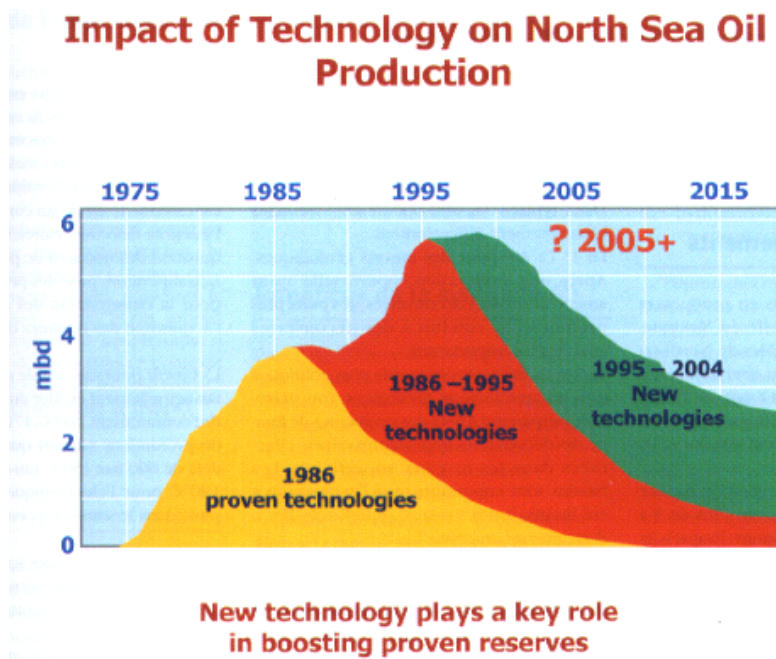 Impact of Technology on North Sea Oil
Production
1975 1985 1995 2005 2015
6
? 2005+
4
mbd
1986 –1995
New
technologies
1995 – 2004
New
technologies
2
1986
proven technologies
0
New technology plays a key role
in boosting proven reserves